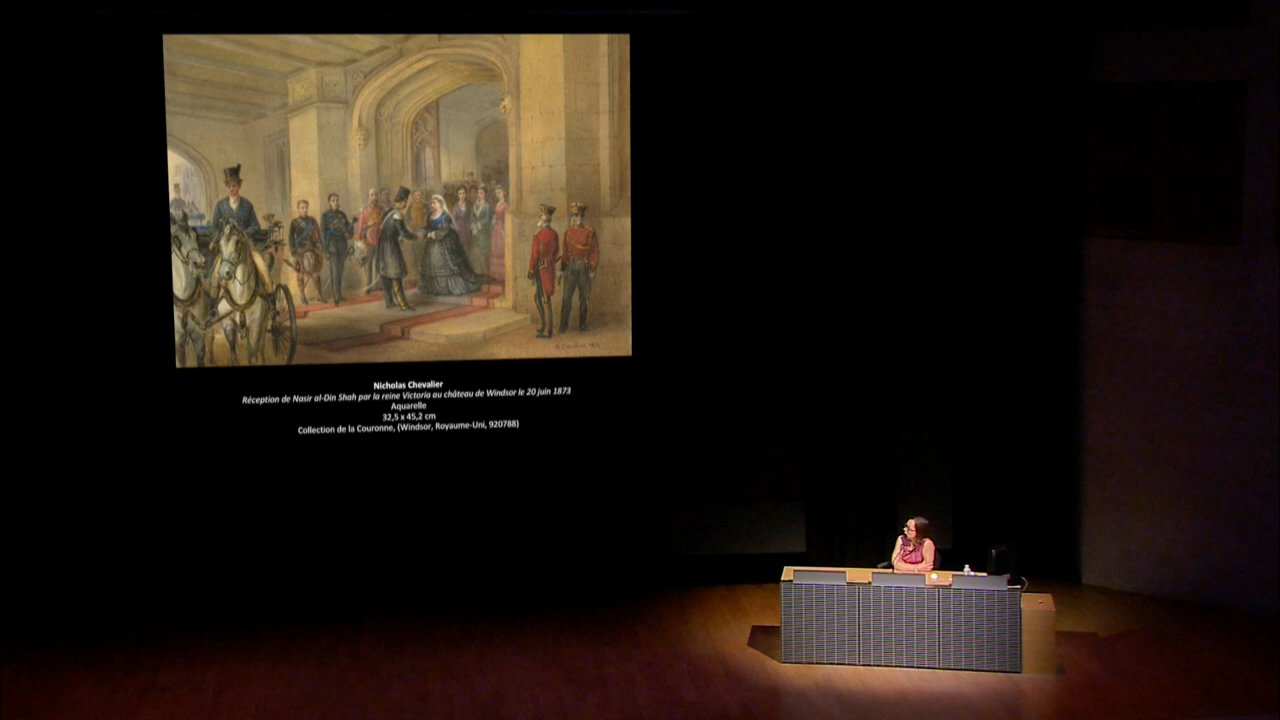 Nicholas Chevalier
Réception de Nasir al-Din Shah par la reine Victoria au château de Windsor le 20 juin 1873
Aquarelle
32,5 x 45,2 cm
Collection de la Couronne, (Windsor, Royaume-Uni, 920788)